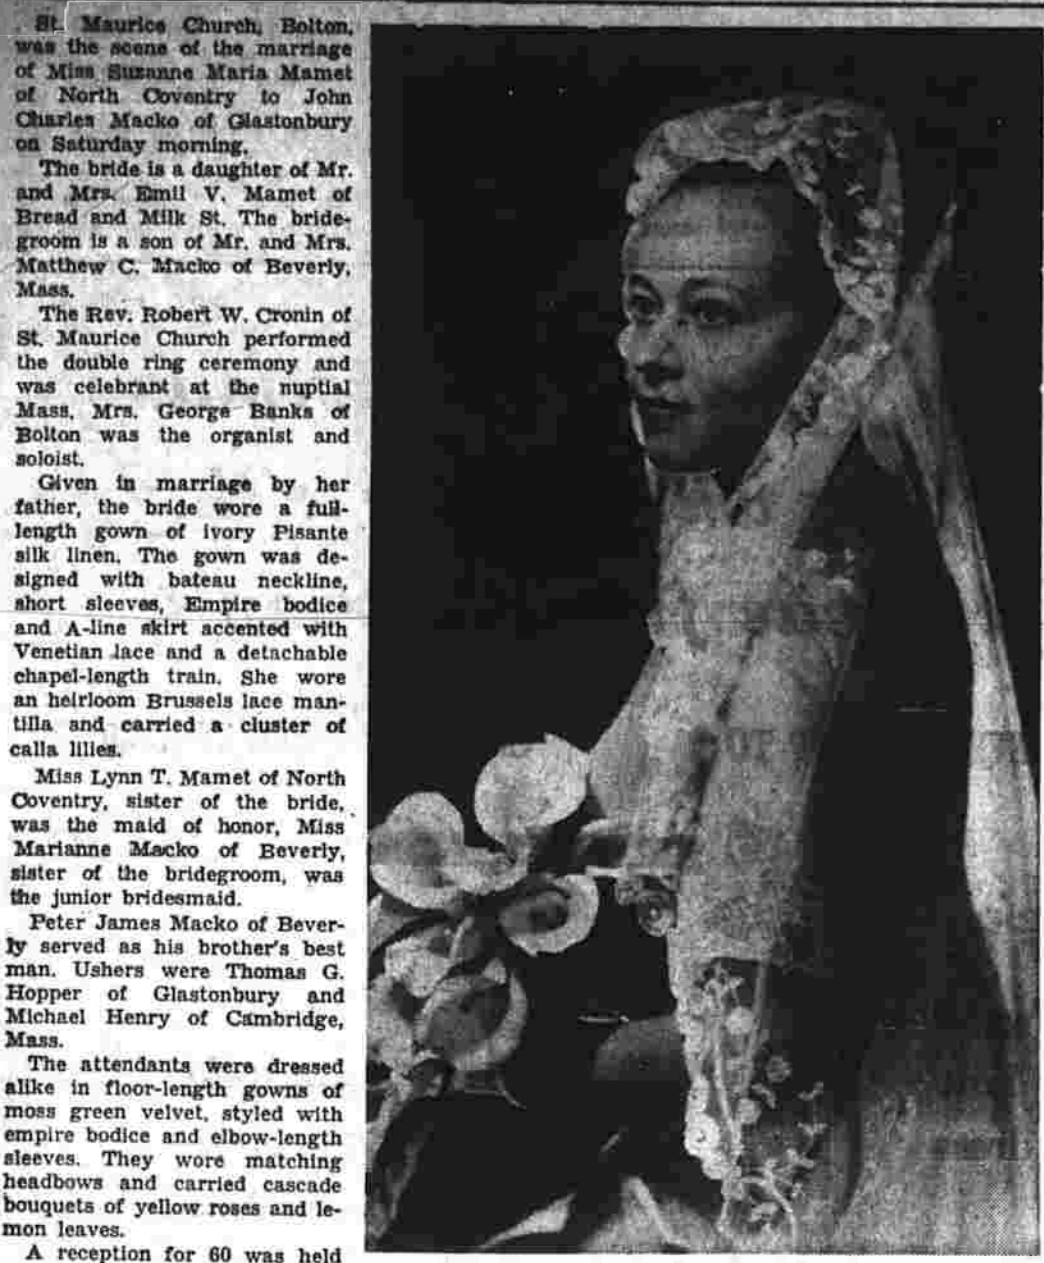 St. Maurice Church, Bolton,
was the scene of the marriage
of Miss Suzanne Maria Mamet
of North Coventry to John
Charles Macko of Glastonbury
on Saturday morning.
The bride is a daughter of Mr.
and Mrs. Emil V. Mamet of
Bread and Milk St. The bride-
groom is a son of Mr. and Mrs.
Matthew C. Macko of Beverly,
Mass.
The Rev. Robert W. Cronin of
St. Maurice Church performed
the double ring ceremony and
was celebrant at the nuptial
Mass. Mrs. George Banks of
Bolton was the organist and
soloist.
Given in marriage by her
father, the bride wore a full-
length gown of ivory Pisante
silk linen. The gown was de-
signed with bateau neckline,
short sleeves, Empire bodice
and A-line skirt accented with
Venetian lace and a detachable
chapel-length train. She wore
an heirloom Brussels lace man-
tilla and carried a cluster of
calla lilies.
Miss Lynn T. Mamet of North
Coventry, sister of the bride,
was the maid of honor. Miss
Marianne Macko of Beverly,
sister of the bridegroom, was
the junior bridesmaid.
Peter James Macko of Bever-
ly served as his brother's best
man. Ushers were Thomas G.
Hopper of Glastonbury and
Michael Henry of Cambridge,
Mass.
The attendants were dressed
alike in floor-length gowns of
moss green velvet, styled with
empire bodice and elbow-length
sleeves. They wore matching
headbows and carried cascade
bouquets of yellow roses and le-
mon leaves.
A reception for 60 was held